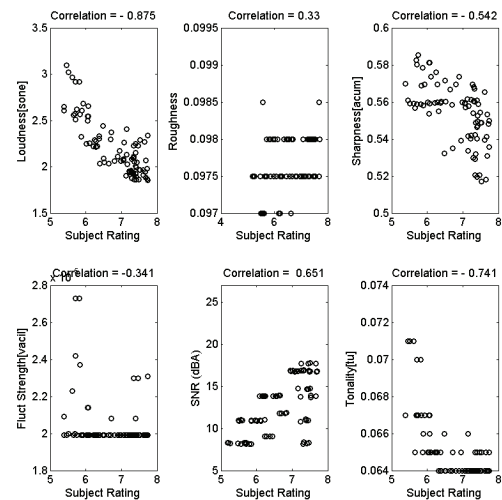 Correlation = - 0.875
3.5
3
2.5
2
1.5
Loudness[sone]
5 6 7 8
Subject Rating
Correlation = 0.33
0.0995
0.099
0.0985
0.098
0.0975
0.097
Roughness
4 5 6 7 8
Subject Rating
Correlation = - 0.542
0.6
0.58
0.56
0.54
0.52
0.5
Sharpness[acum]
5 6 7 8
Subject Rating
Correlation = -0.341
x 10
2.8
2.6
2.4
2.2
2
1.8
Fluct Strength[vacil]
5 6 7 8
Subject Rating
Correlation = 0.651
25
20
15
10
5
SNR (dBA)
5 6 7 8
Subject Rating
Correlation = - 0.741
0.074
0.072
0.07
0.068
0.066
0.064
Tonality[tu]
5 6 7 8
Subject Rating